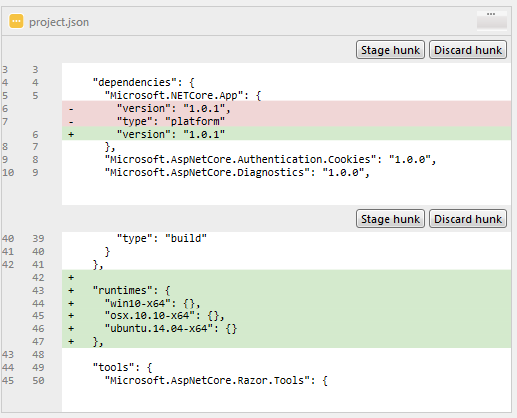 project.json
Stage hunk Discard hunk
3 3
4 4 "dependencies": {
5 5 "Microsoft.NETCore.App": {
6 - "version": "1.0.1",
7 - "type": "platform"
6 + "version": "1.0.1"
8 7 },
9 8 "Microsoft.AspNetCore.Authentication.Cookies": "1.0.0",
10 9 "Microsoft.AspNetCore.Diagnostics": "1.0.0",
Stage hunk Discard hunk
40 39 "type": "build"
41 40 }
42 41 },
42 +
43 + "runtimes": {
44 + "win10-x64": {},
45 + "osx.10.10-x64": {},
46 + "ubuntu.14.04-x64": {}
47 + },
43 48
44 49 "tools": {
45 50 "Microsoft.AspNetCore.Razor.Tools": {